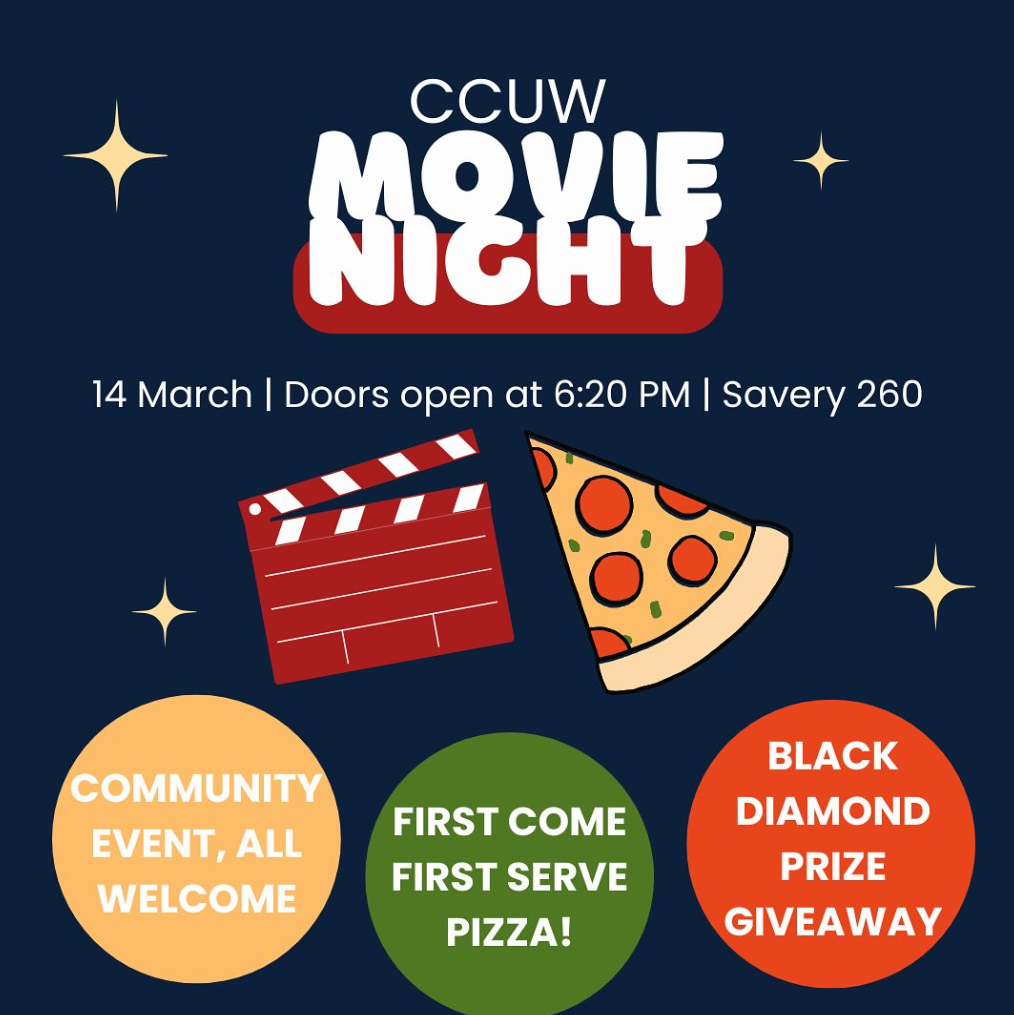 CCUW
MOVIE
NIGHT
14 March | Doors open at 6:20 PM | Savery 260
COMMUNITY
EVENT, ALL
WELCOME
FIRST COME
FIRST SERVE
PIZZA!
BLACK
DIAMOND
PRIZE
GIVEAWAY